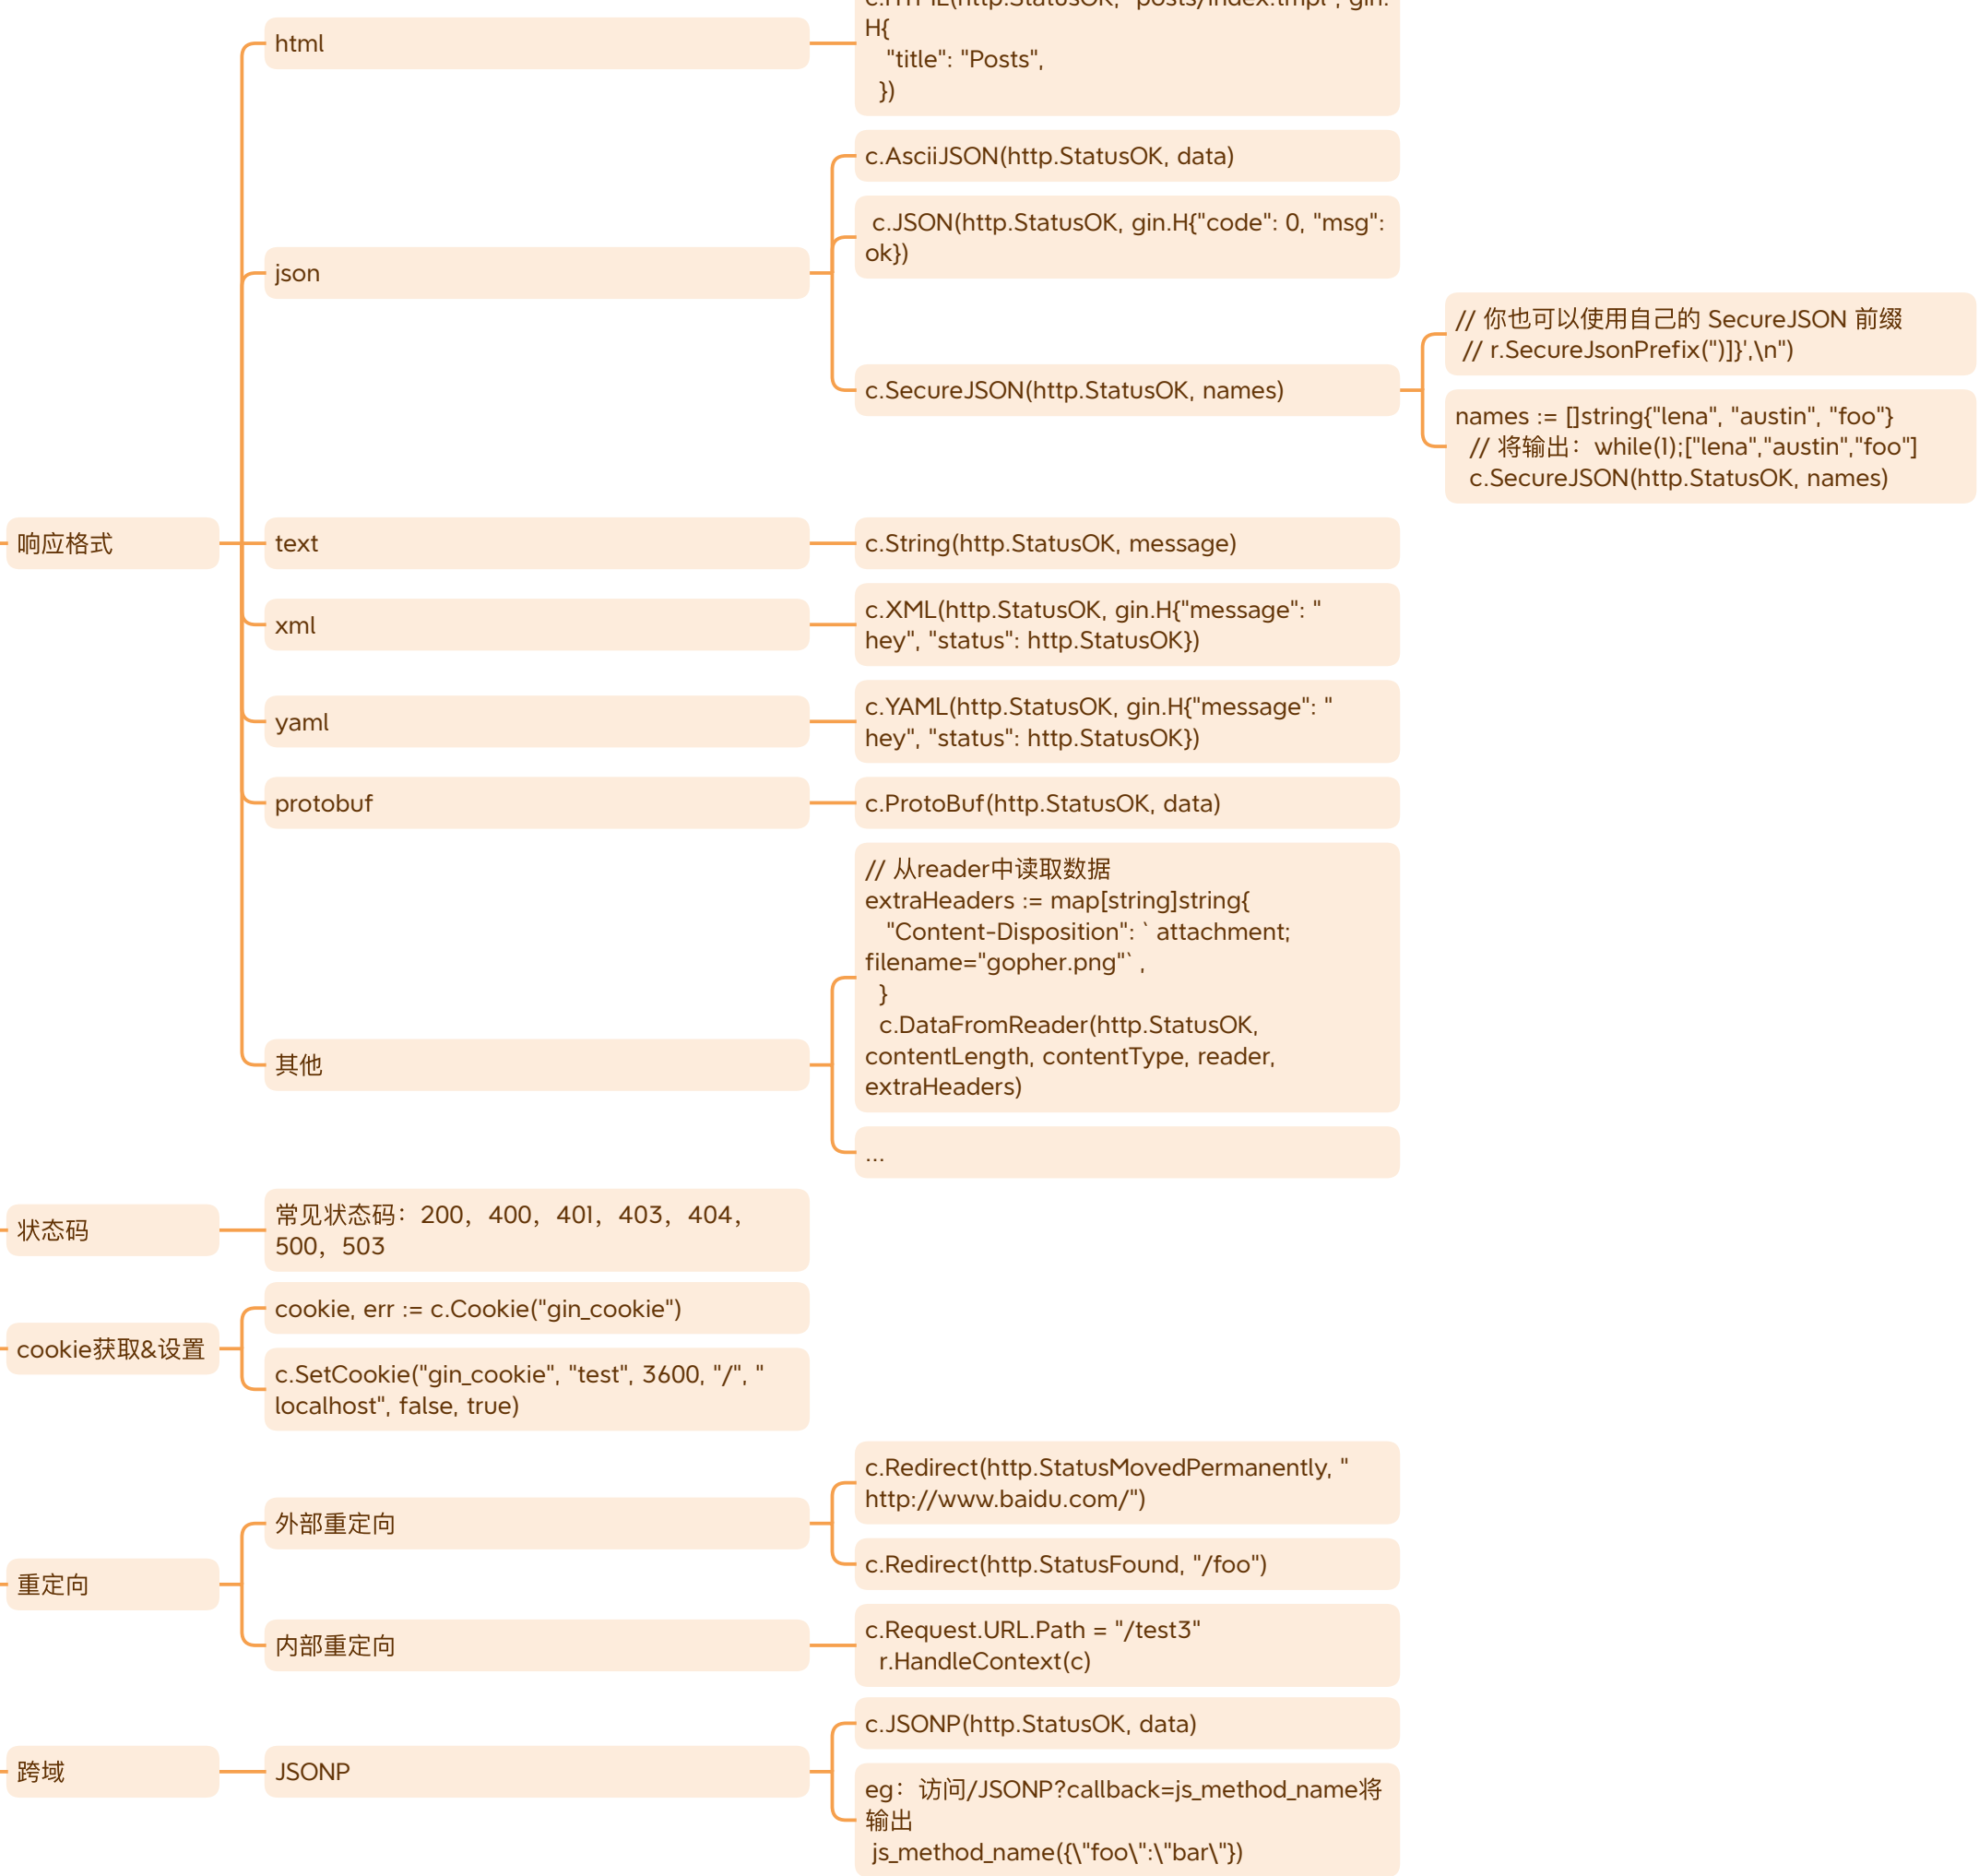 c.HTML(http.StatusOK, "posts/index.tmpl", gin.
H{
"title": "Posts",
})
html
c.AsciiJSON(http.StatusOK, data)
c.JSON(http.StatusOK, gin.H{"code": 0, "msg":
ok})
json
// 你也可以使用自己的 SecureJSON 前缀
// r.SecureJsonPrefix(")]}',\n")
c.SecureJSON(http.StatusOK, names)
names := []string{"lena", "austin", "foo"}
// 将输出：while(1);["lena","austin","foo"]
c.SecureJSON(http.StatusOK, names)
响应格式
text
c.String(http.StatusOK, message)
xml
c.XML(http.StatusOK, gin.H{"message": "
hey", "status": http.StatusOK})
yaml
c.YAML(http.StatusOK, gin.H{"message": "
hey", "status": http.StatusOK})
protobuf
c.ProtoBuf(http.StatusOK, data)
其他
// 从reader中读取数据
extraHeaders := map[string]string{
"Content-Disposition": ` attachment;
filename="gopher.png"` ,
}
c.DataFromReader(http.StatusOK,
contentLength, contentType, reader,
extraHeaders)
...
状态码
常见状态码：200，400，401，403，404，
500，503
cookie获取&设置
cookie, err := c.Cookie("gin_cookie")
c.SetCookie("gin_cookie", "test", 3600, "/", "
localhost", false, true)
重定向
外部重定向
c.Redirect(http.StatusMovedPermanently, "
http://www.baidu.com/")
c.Redirect(http.StatusFound, "/foo")
内部重定向
c.Request.URL.Path = "/test3"
r.HandleContext(c)
跨域
JSONP
c.JSONP(http.StatusOK, data)
eg：访问/JSONP?callback=js_method_name将
输出
js_method_name({\"foo\":\"bar\"})